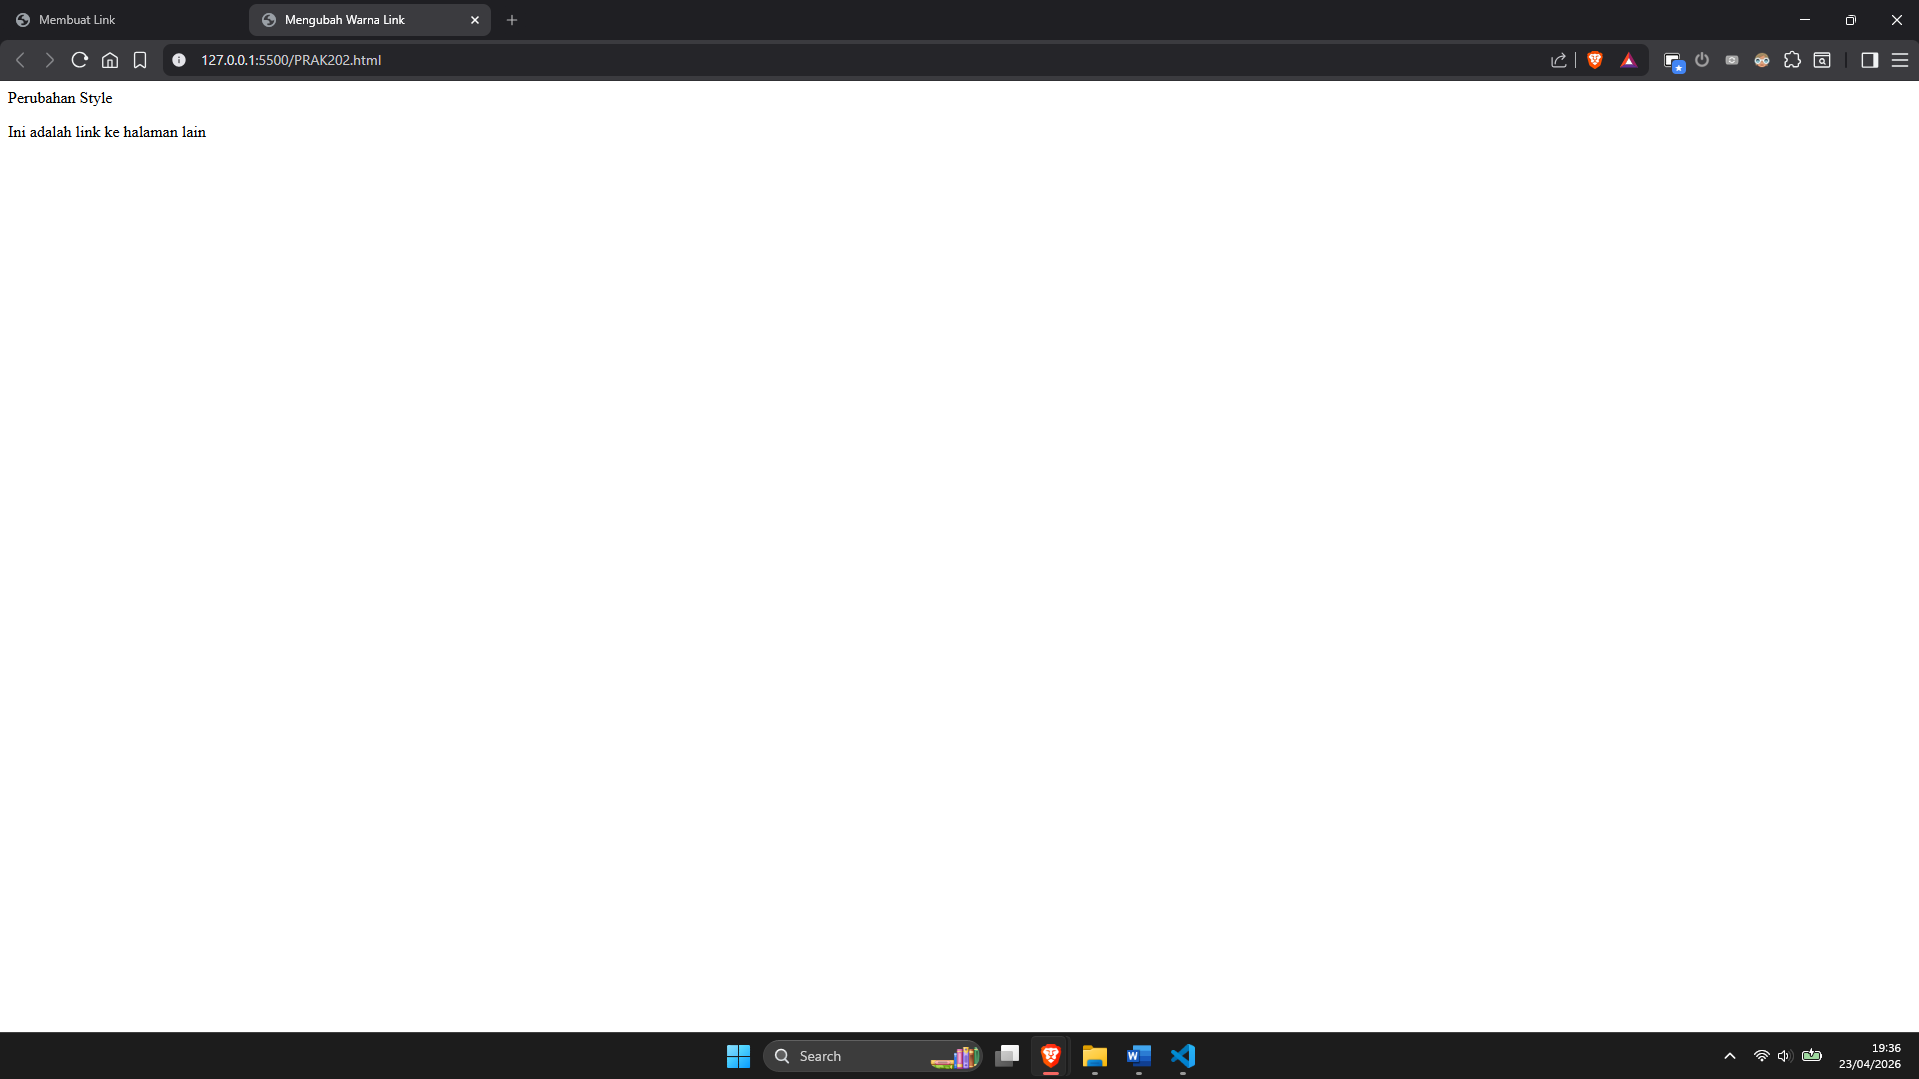 Membuat Link
Mengubah Warna Link
127.0.0.1:5500/PRAK202.html
Perubahan Style
Ini adalah link ke halaman lain
Search
19:36
23/04/2026